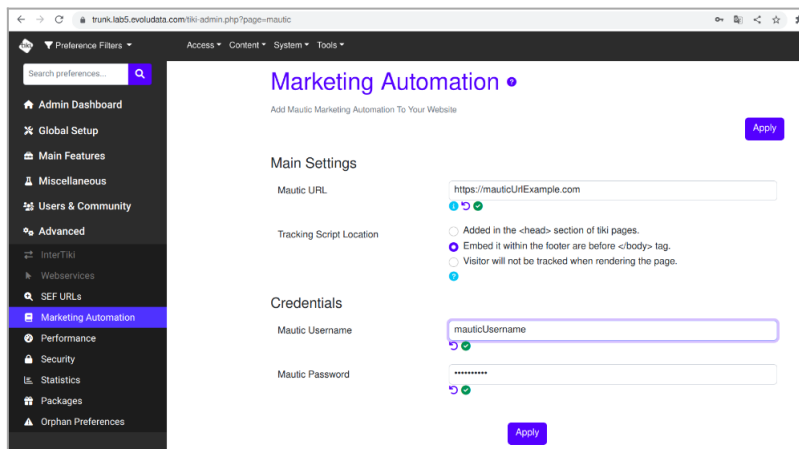 trunk.lab5.evoludata.com/tiki-admin.php?page=mautic
Preference Filters Access Content System Tools
Search preferences...
Admin Dashboard
Global Setup
Main Features
Miscellaneous
Users & Community
Advanced
InterTiki
Webservices
SEF URLs
Marketing Automation
Performance
Security
Statistics
Packages
Orphan Preferences
Marketing Automation
Add Mautic Marketing Automation To Your Website
Apply
Main Settings
Mautic URL https://mauticUrlExample.com
Tracking Script Location Added in the <head> section of tiki pages.
Embed it within the footer are before </body> tag.
Visitor will not be tracked when rendering the page.
Credentials
Mautic Username mauticUsername
Mautic Password ••••••••••
Apply